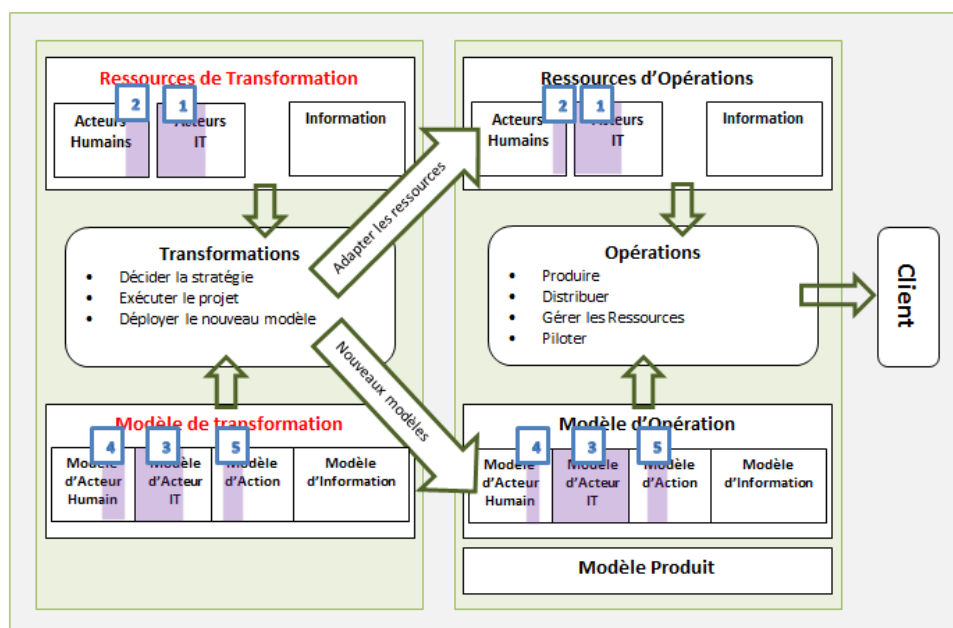 Ressources de Transformation
2
1
Acteurs
Humains
Acteurs
IT
Information
Transformations
• Décider la stratégie
• Exécuter le projet
• Déployer le nouveau modèle
Modèle de transformation
4
3
5
Modèle
d'Acteur
Humain
Modèle
d'Acteur
IT
Modèle
d'Action
Modèle
d'Information
Adapter les ressources
Nouveaux modèles
Ressources d'Opérations
2
1
Acteurs
Humains
Acteurs
IT
Information
Opérations
• Produire
• Distribuer
• Gérer les Ressources
• Piloter
Modèle d'Opération
4
3
5
Modèle
d'Acteur
Humain
Modèle
d'Acteur
IT
Modèle
d'Action
Modèle
d'Information
Modèle Produit
Client